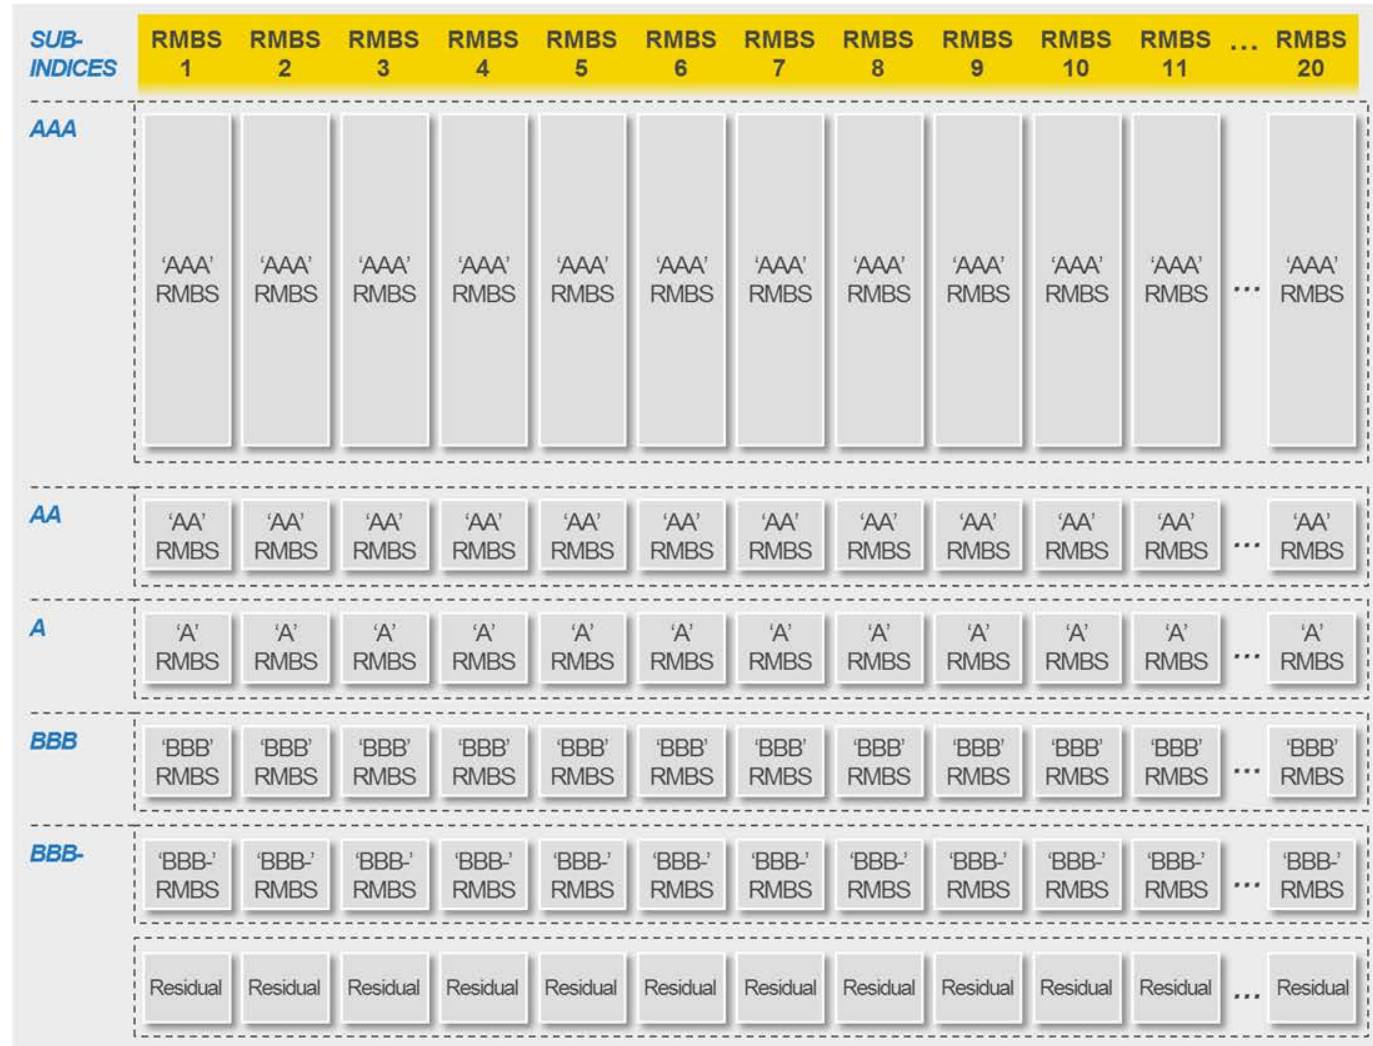 SUB- RMBS RMBS RMBS RMBS RMBS RMBS RMBS RMBS RMBS RMBS RMBS ... RMBS
INDICES 1 2 3 4 5 6 7 8 9 10 11 20
AAA
‘AAA’ ‘AAA’ ‘AAA’ ‘AAA’ ‘AAA’ ‘AAA’ ‘AAA’ ‘AAA’ ‘AAA’ ‘AAA’ ‘AAA’ ‘AAA’
RMBS RMBS RMBS RMBS RMBS RMBS RMBS RMBS RMBS RMBS RMBS ... RMBS
AA ‘AA’ ‘AA’ ‘AA’ ‘AA’ ‘AA’ ‘AA’ ‘AA’ ‘AA’ ‘AA’ ‘AA’ ‘AA’ ‘AA’
RMBS RMBS RMBS RMBS RMBS RMBS RMBS RMBS RMBS RMBS RMBS ... RMBS
A ‘A’ ‘A’ ‘A’ ‘A’ ‘A’ ‘A’ ‘A’ ‘A’ ‘A’ ‘A’ ‘A’ ‘A’
RMBS RMBS RMBS RMBS RMBS RMBS RMBS RMBS RMBS RMBS RMBS ... RMBS
BBB ‘BBB’ ‘BBB’ ‘BBB’ ‘BBB’ ‘BBB’ ‘BBB’ ‘BBB’ ‘BBB’ ‘BBB’ ‘BBB’ ‘BBB’ ‘BBB’
RMBS RMBS RMBS RMBS RMBS RMBS RMBS RMBS RMBS RMBS RMBS ... RMBS
BBB- ‘BBB-’ ‘BBB-’ ‘BBB-’ ‘BBB-’ ‘BBB-’ ‘BBB-’ ‘BBB-’ ‘BBB-’ ‘BBB-’ ‘BBB-’ ‘BBB-’ ‘BBB-’
RMBS RMBS RMBS RMBS RMBS RMBS RMBS RMBS RMBS RMBS RMBS ... RMBS
Residual Residual Residual Residual Residual Residual Residual Residual Residual Residual Residual ... Residual